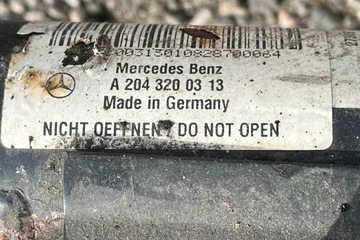 00313010828700064
Mercedes Benz
A 204 320 03 13
Made in Germany
NICHT OEFFNEN / DO NOT OPEN